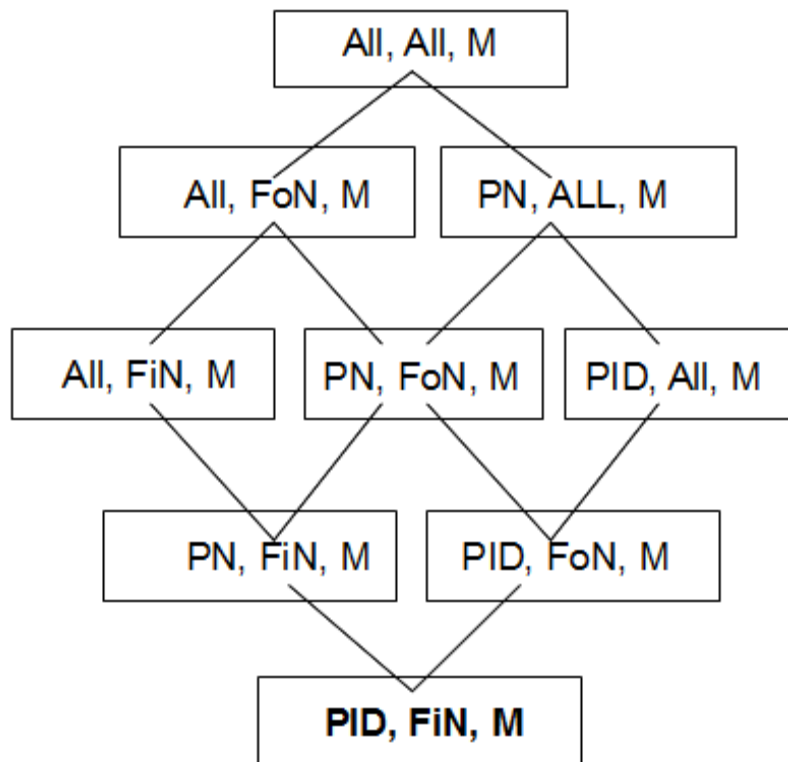 All, All, M
All, FoN, M
PN, ALL, M
All, FiN, M
PN, FoN, M
PID, All, M
PN, FiN, M
PID, FoN, M
PID, FiN, M